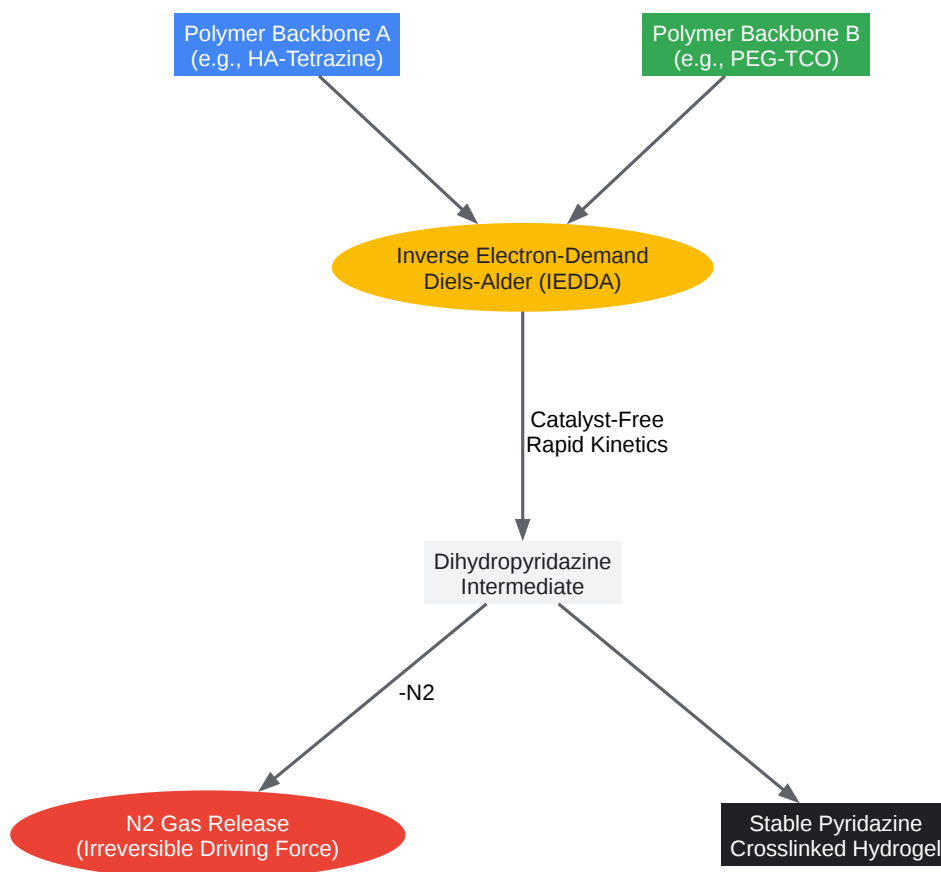 Polymer Backbone A
(e.g., HA-Tetrazine)
Polymer Backbone B
(e.g., PEG-TCO)
Inverse Electron-Demand
Diels-Alder (IEDDA)
Catalyst-Free
Rapid Kinetics
Dihydropyridazine
Intermediate
-N2
N2 Gas Release
(Irreversible Driving Force)
Stable Pyridazine
Crosslinked Hydrogel